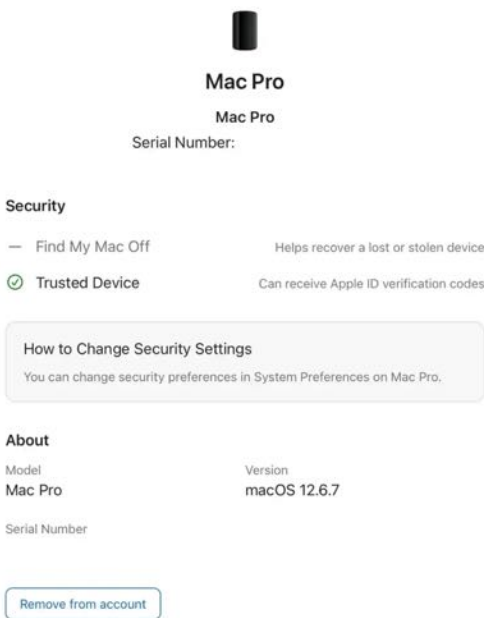 Mac Pro
Mac Pro
Serial Number:
Security
Find My Mac Off Helps recover a lost or stolen device
Trusted Device Can receive Apple ID verification codes
How to Change Security Settings
You can change security preferences in System Preferences on Mac Pro.
About
Model Version
Mac Pro macOS 12.6.7
Serial Number
Remove from account